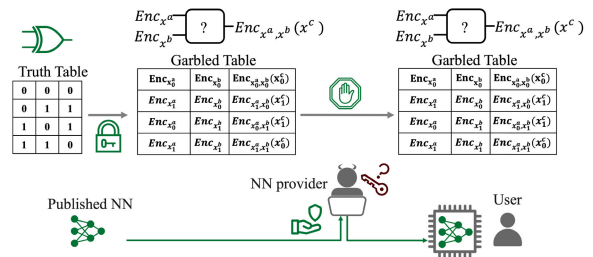 Enc_{x^a} ? Enc_{x^a,x^b}(x^c)
Enc_{x^b}
Enc_{x^a} ? Enc_{x^a,x^b}(x^c)
Enc_{x^b}
Truth Table
0 0 0
0 1 1
1 0 1
1 1 0
Garbled Table
Enc_{x_0^a} Enc_{x_0^b} Enc_{x_0^a,x_0^b}(x_0^c)
Enc_{x_1^a} Enc_{x_0^b} Enc_{x_1^a,x_0^b}(x_1^c)
Enc_{x_0^a} Enc_{x_1^b} Enc_{x_0^a,x_1^b}(x_1^c)
Enc_{x_1^a} Enc_{x_1^b} Enc_{x_1^a,x_1^b}(x_0^c)
Garbled Table
Enc_{x_0^a} Enc_{x_0^b} Enc_{x_0^a,x_0^b}(x_0^c)
Enc_{x_1^a} Enc_{x_0^b} Enc_{x_1^a,x_0^b}(x_1^c)
Enc_{x_0^a} Enc_{x_1^b} Enc_{x_0^a,x_1^b}(x_1^c)
Enc_{x_1^a} Enc_{x_1^b} Enc_{x_1^a,x_1^b}(x_0^c)
NN provider
?
Published NN
User